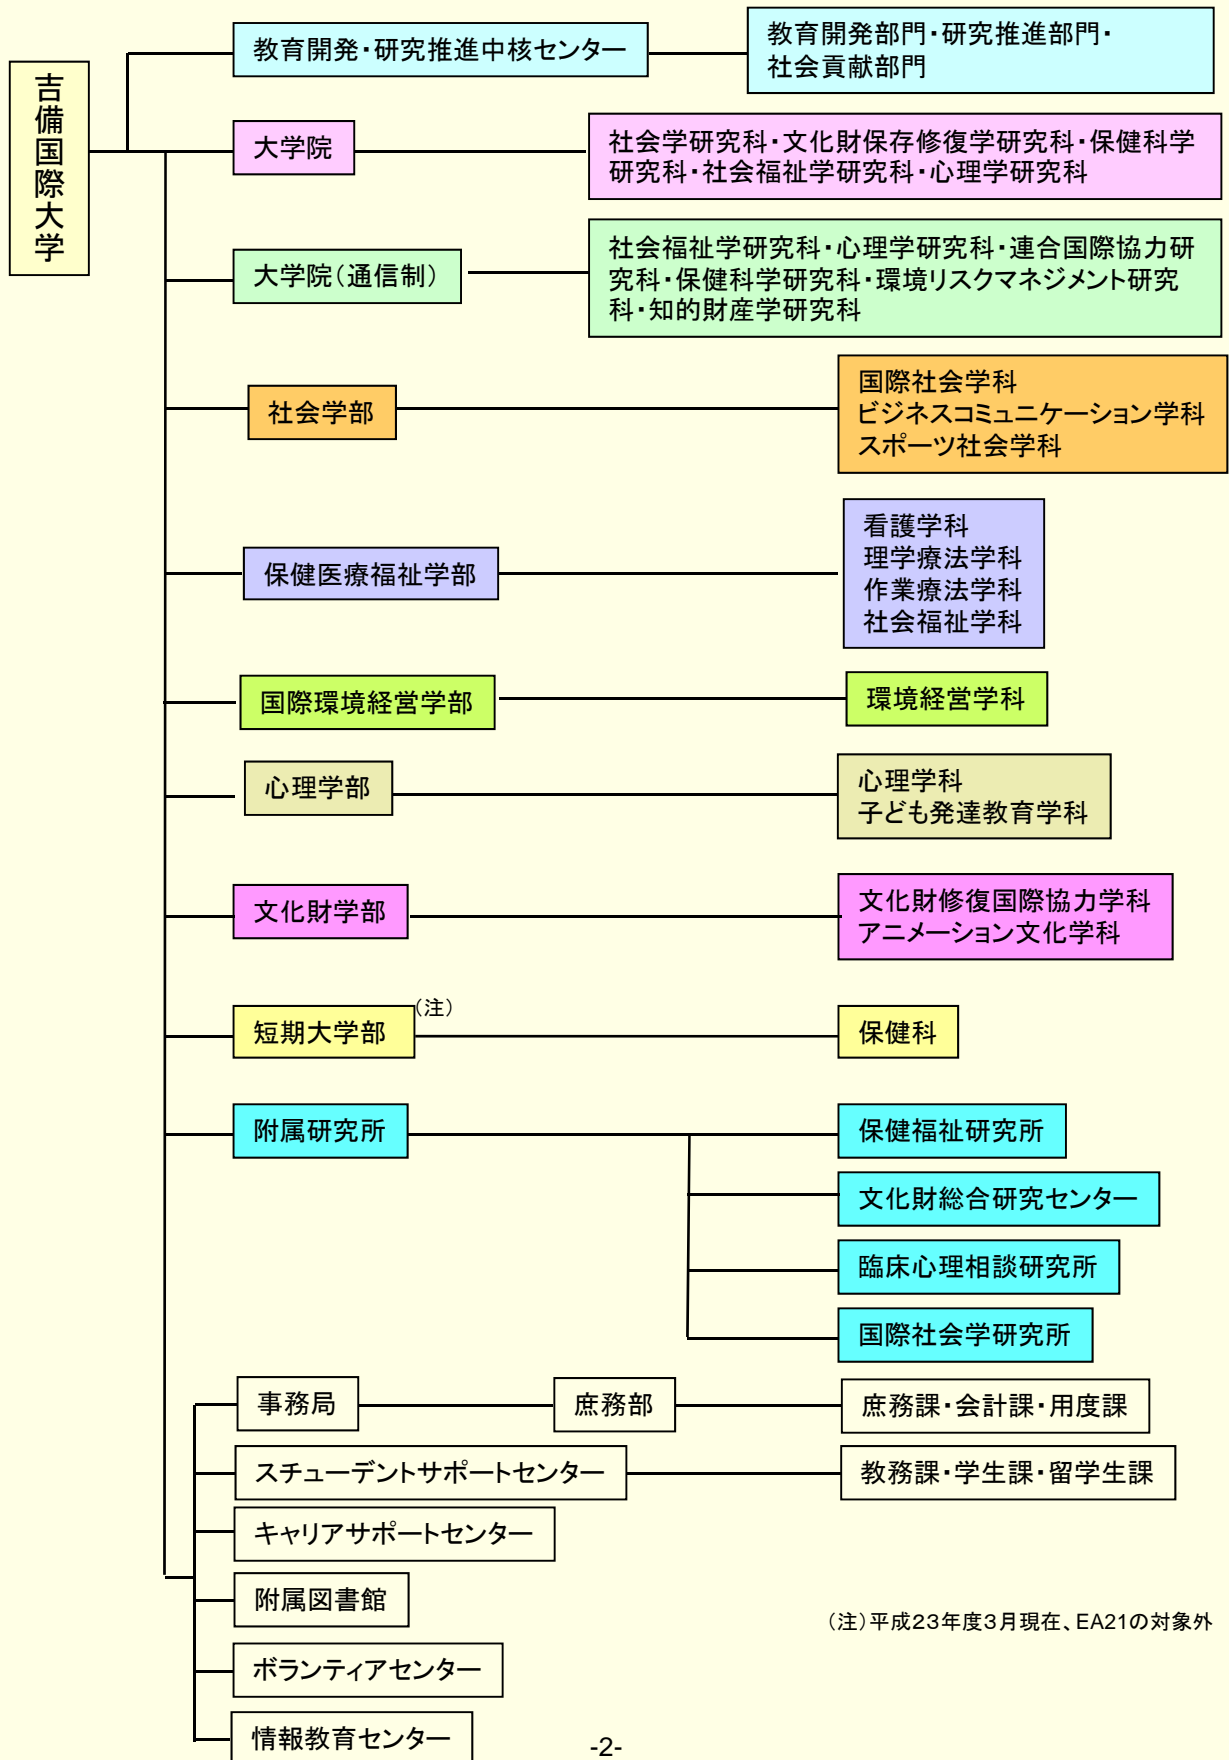 吉備国際大学
教育開発・研究推進中核センター
教育開発部門・研究推進部門・
社会貢献部門
大学院
社会学研究科・文化財保存修復学研究科・保健科学
研究科・社会福祉学研究科・心理学研究科
大学院（通信制）
社会福祉学研究科・心理学研究科・連合国際協力研
究科・保健科学研究科・環境リスクマネジメント研究
科・知的財産学研究科
社会学部
国際社会学科
ビジネスコミュニケーション学科
スポーツ社会学科
保健医療福祉学部
看護学科
理学療法学科
作業療法学科
社会福祉学科
国際環境経営学部
環境経営学科
心理学部
心理学科
子ども発達教育学科
文化財学部
文化財修復国際協力学科
アニメーション文化学科
短期大学部
（注）
保健科
附属研究所
保健福祉研究所
文化財総合研究センター
臨床心理相談研究所
国際社会学研究所
事務局
庶務部
庶務課・会計課・用度課
スチューデントサポートセンター
教務課・学生課・留学生課
キャリアサポートセンター
附属図書館
（注）平成23年度3月現在、EA21の対象外
ボランティアセンター
情報教育センター
-2-